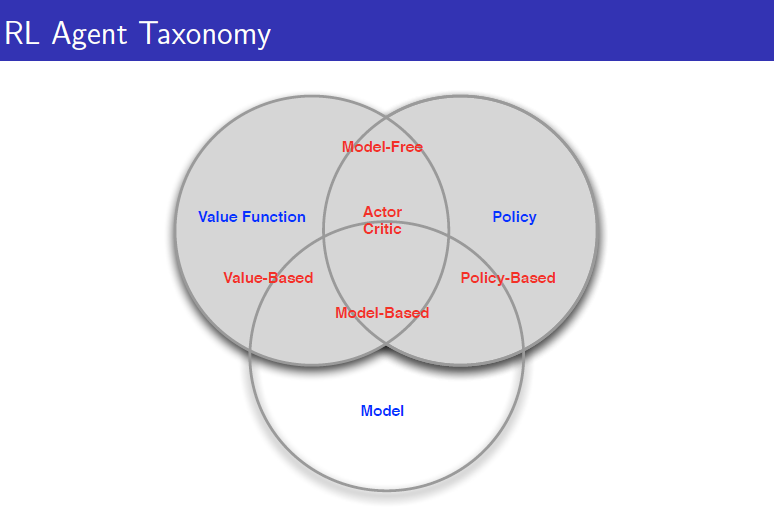 RL Agent Taxonomy
Model-Free
Value Function
Actor
Critic
Policy
Value-Based
Policy-Based
Model-Based
Model